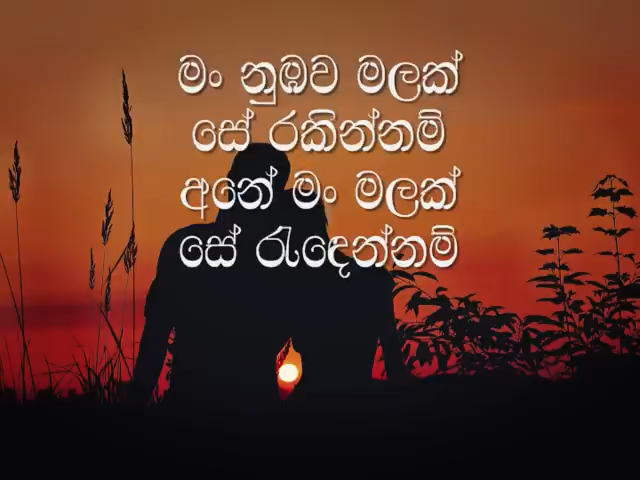 මං නුඹව මලක්
සේ රකින්නම්
අනේ මං මලක්
සේ රැඳෙන්නම්